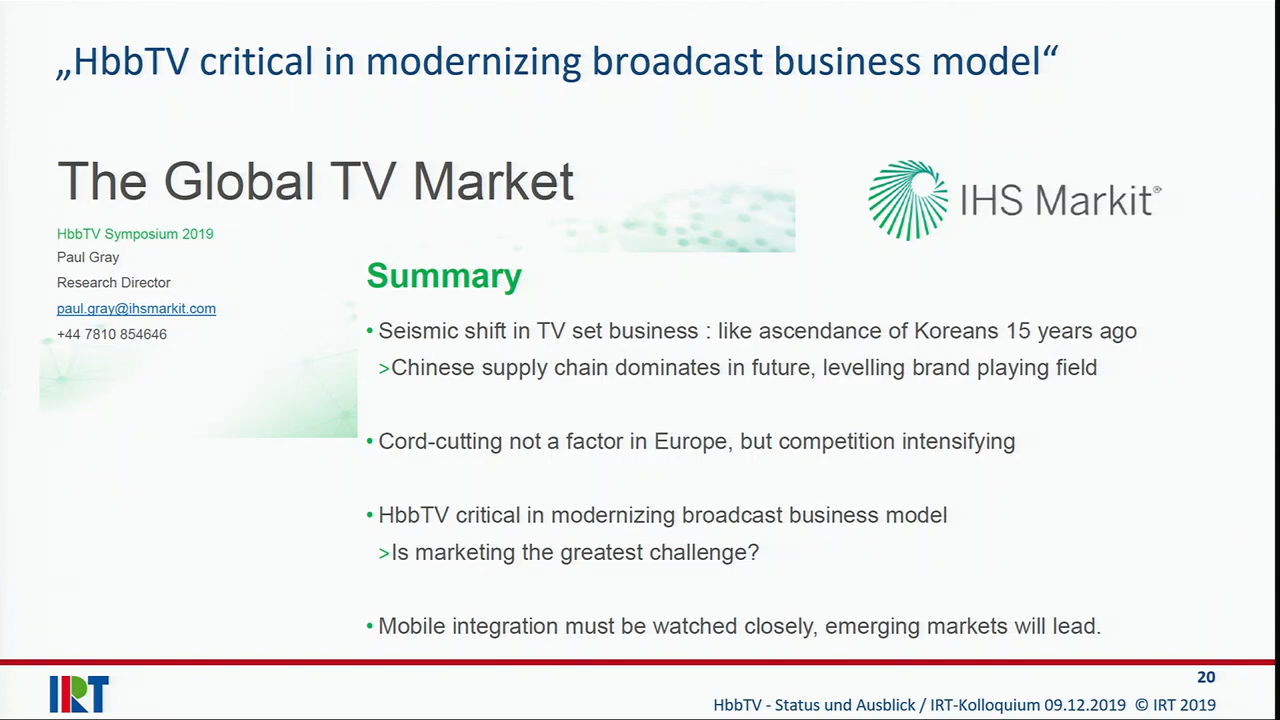 „HbbTV critical in modernizing broadcast business model“
The Global TV Market
IHS Markit®
HbbTV Symposium 2019
Paul Gray
Research Director
paul.gray@ihsmarkit.com
+44 7810 854646
Summary
• Seismic shift in TV set business : like ascendance of Koreans 15 years ago
>Chinese supply chain dominates in future, levelling brand playing field
• Cord-cutting not a factor in Europe, but competition intensifying
• HbbTV critical in modernizing broadcast business model
>Is marketing the greatest challenge?
• Mobile integration must be watched closely, emerging markets will lead.
IRT
20
HbbTV - Status und Ausblick / IRT-Kolloquium 09.12.2019 © IRT 2019